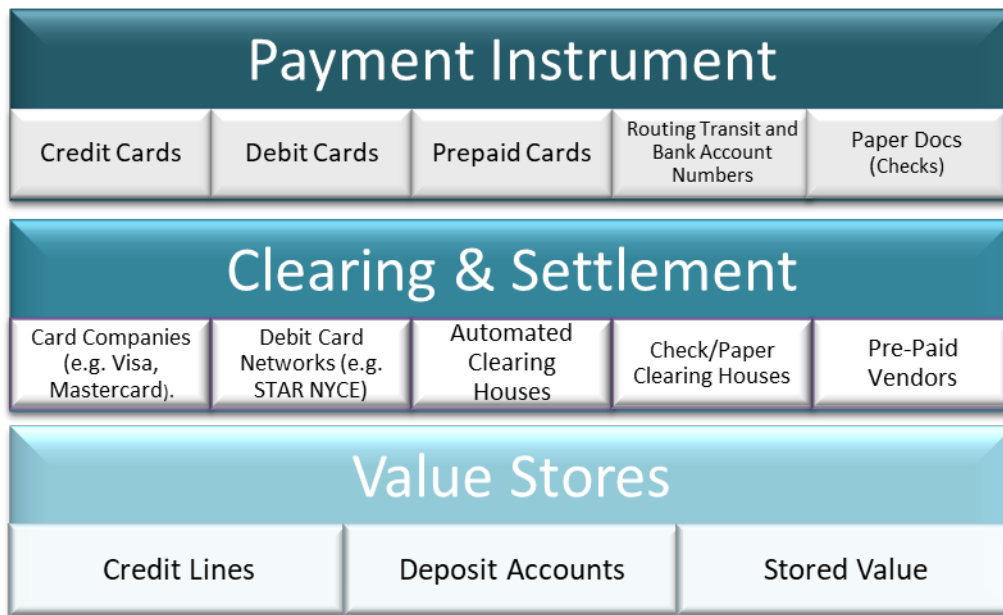 Payment Instrument
Credit Cards
Debit Cards
Prepaid Cards
Routing Transit and
Bank Account
Numbers
Paper Docs
(Checks)
Clearing & Settlement
Card Companies
(e.g. Visa,
Mastercard).
Debit Card
Networks (e.g.
STAR NYCE)
Automated
Clearing
Houses
Check/Paper
Clearing Houses
Pre-Paid
Vendors
Value Stores
Credit Lines
Deposit Accounts
Stored Value